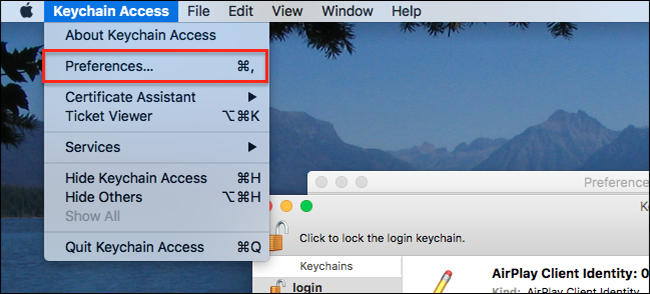 Keychain Access File Edit View Window Help
About Keychain Access
Preferences... ⌘,
Certificate Assistant ▶
Ticket Viewer ⌥⌘K
Services ▶
Hide Keychain Access ⌘H
Hide Others ⌥⌘H
Show All
Quit Keychain Access ⌘Q
Preference
Click to lock the login keychain.
Keychains
login
AirPlay Client Identity: 0
Kind: AirPlay Client Identity